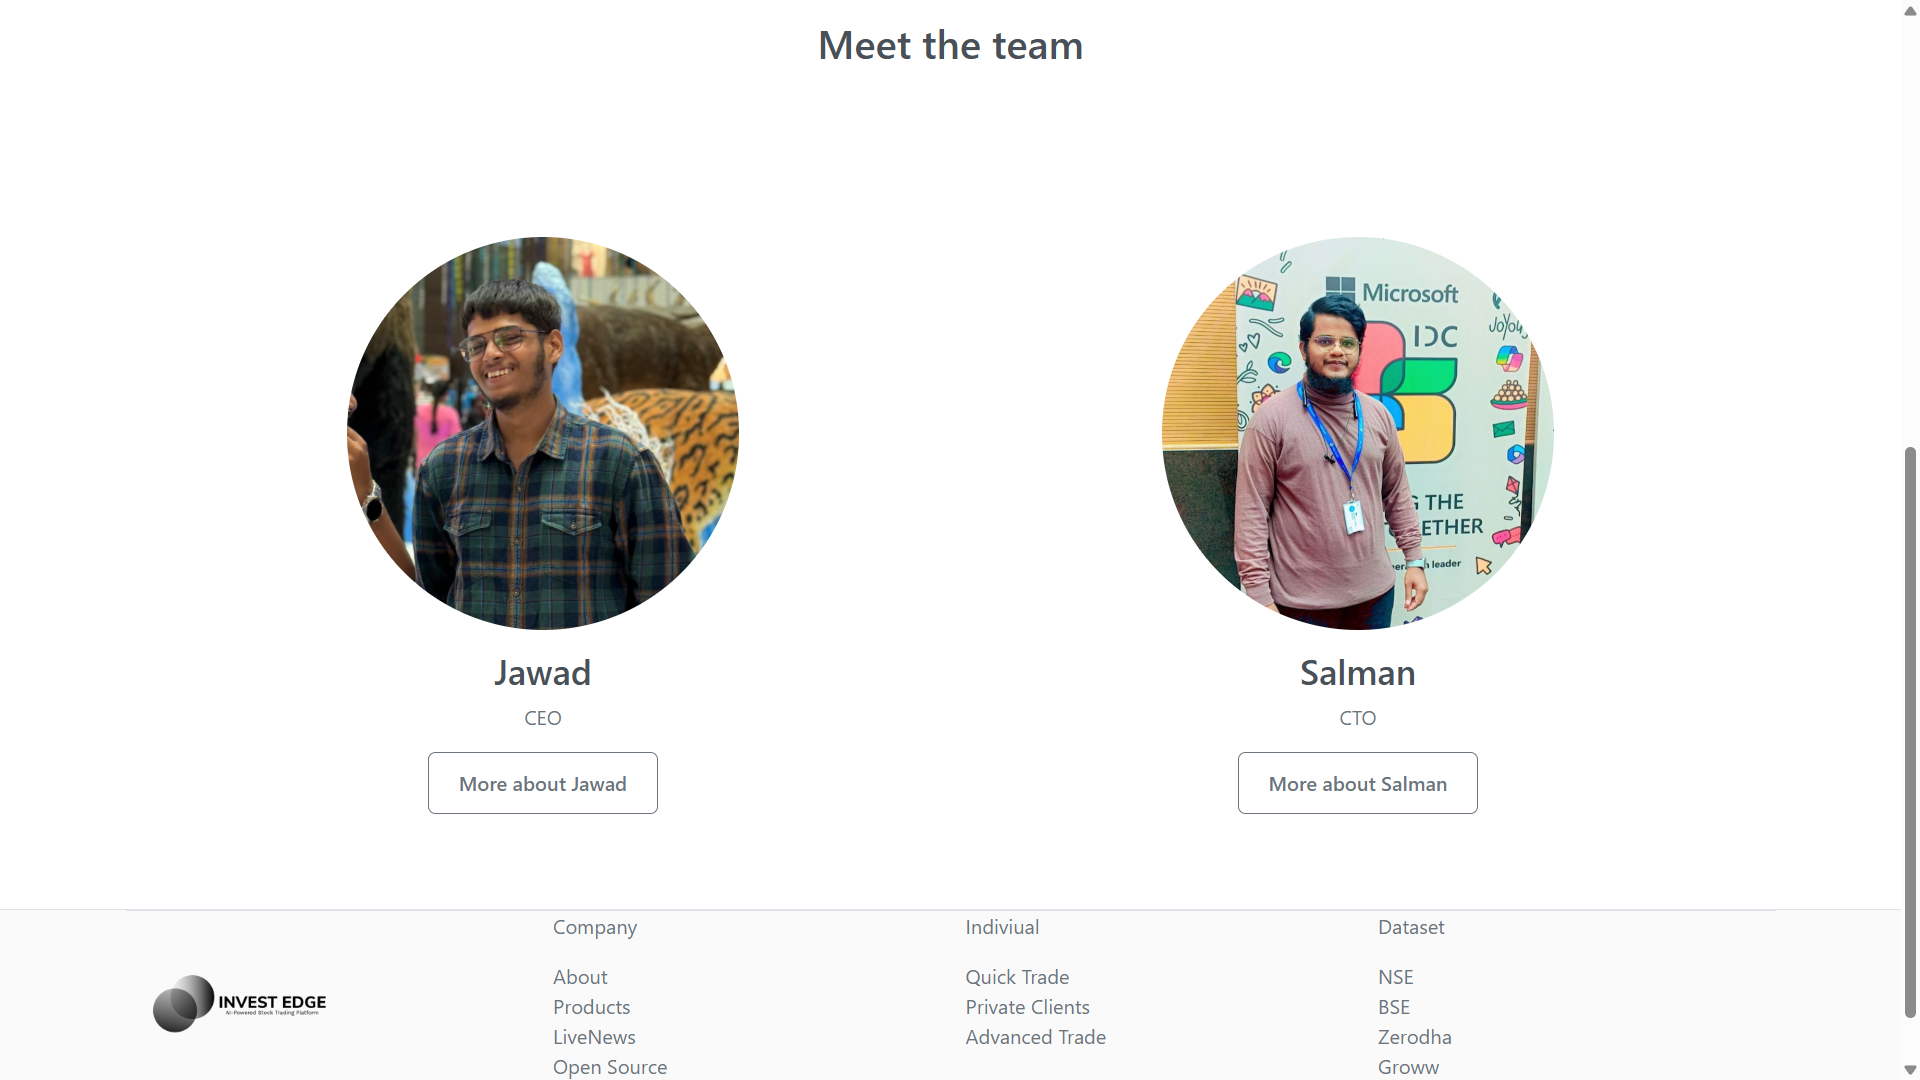 Meet the team
Microsoft
IDC
JoYou
G THE
GETHER
leader
Jawad
CEO
More about Jawad
Salman
CTO
More about Salman
INVEST EDGE
AI-Powered Stock Trading Platform
Company
About
Products
LiveNews
Open Source
Indiviual
Quick Trade
Private Clients
Advanced Trade
Dataset
NSE
BSE
Zerodha
Groww